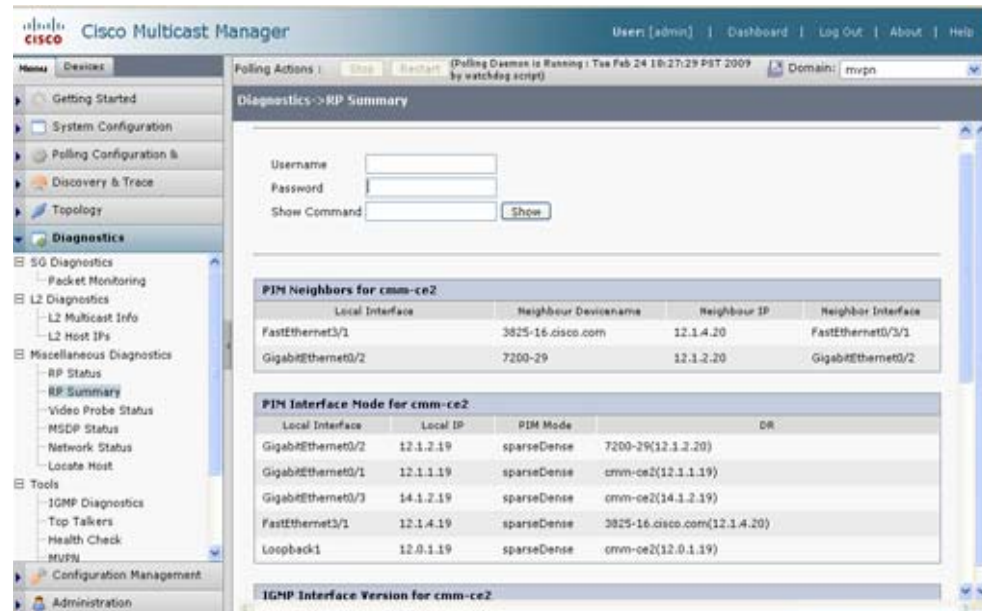 CISCO
Cisco Multicast Manager
User: [admin] | Dashboard | Log Out | About | Help
Menu Devices
Polling Actions : Stop Restart (Polling Daemon is Running : Tue Feb 24 18:27:29 PST 2009 by watchdog script) Domain: mvpn
Getting Started
System Configuration
Polling Configuration &
Discovery & Trace
Topology
Diagnostics
SG Diagnostics
Packet Monitoring
L2 Diagnostics
L2 Multicast Info
L2 Host IPs
Miscellaneous Diagnostics
RP Status
RP Summary
Video Probe Status
MSDP Status
Network Status
Locate Host
Tools
IGMP Diagnostics
Top Talkers
Health Check
MVPN
Configuration Management
Administration
Diagnostics->RP Summary
Username
Password
Show Command Show
PIM Neighbors for cmm-ce2
Local Interface Neighbour Devicename Neighbour IP Neighbor Interface
FastEthernet3/1 3825-16.cisco.com 12.1.4.20 FastEthernet0/3/1
GigabitEthernet0/2 7200-29 12.1.2.20 GigabitEthernet0/2
PIM Interface Mode for cmm-ce2
Local Interface Local IP PIM Mode DR
GigabitEthernet0/2 12.1.2.19 sparseDense 7200-29(12.1.2.20)
GigabitEthernet0/1 12.1.1.19 sparseDense cmm-ce2(12.1.1.19)
GigabitEthernet0/3 14.1.2.19 sparseDense cmm-ce2(14.1.2.19)
FastEthernet3/1 12.1.4.19 sparseDense 3825-16.cisco.com(12.1.4.20)
Loopback1 12.0.1.19 sparseDense cmm-ce2(12.0.1.19)
IGMP Interface Version for cmm-ce2